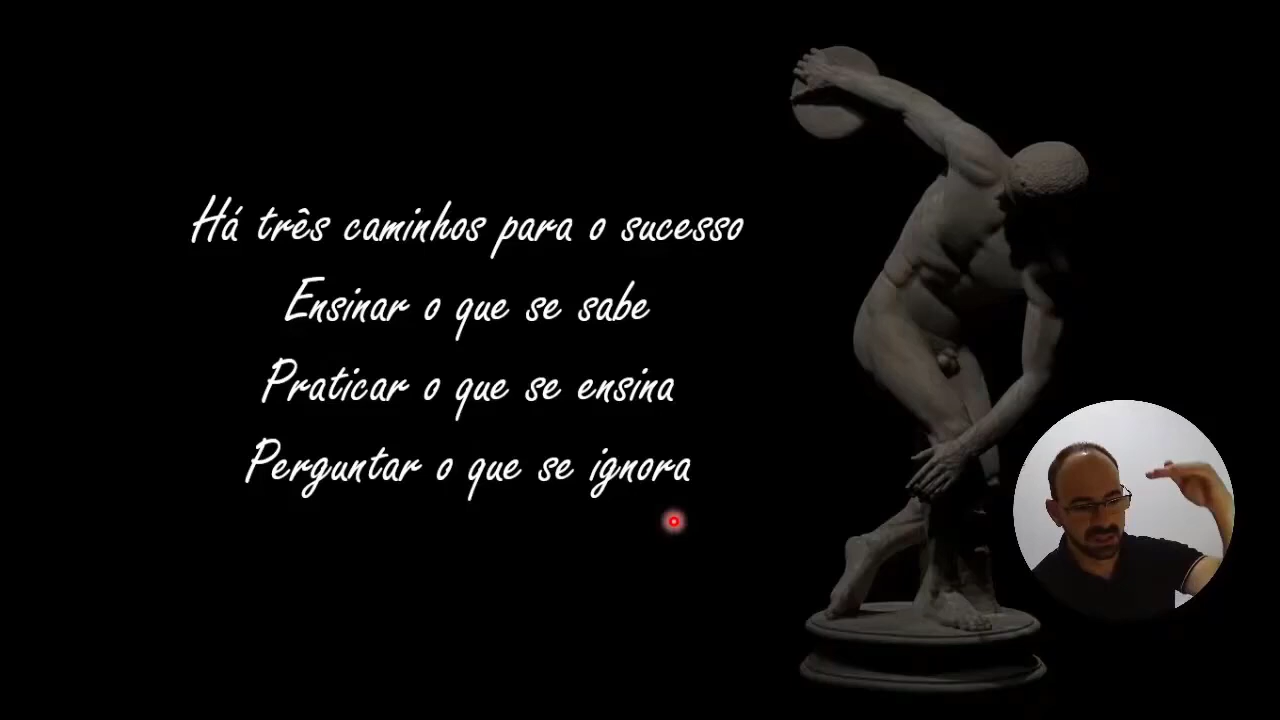 Há três caminhos para o sucesso
Ensinar o que se sabe
Praticar o que se ensina
Perguntar o que se ignora